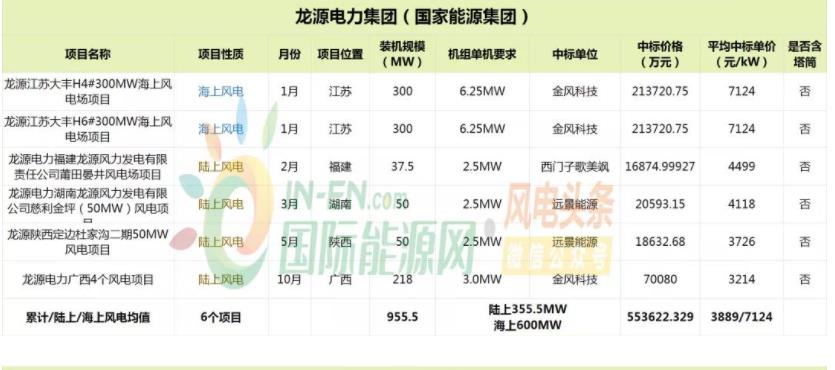 龙源电力集团（国家能源集团）
项目名称 项目性质 月份 项目位置 装机规模（MW） 机组单机要求 中标单位 中标价格（万元） 平均中标单价（元/kW） 是否含塔筒
龙源江苏大丰H4#300MW海上风电场项目 海上风电 1月 江苏 300 6.25MW 金风科技 213720.75 7124 否
龙源江苏大丰H6#300MW海上风电场项目 海上风电 1月 江苏 300 6.25MW 金风科技 213720.75 7124 否
龙源电力福建龙源风力发电有限责任公司莆田晏井风电场项目 陆上风电 2月 福建 37.5 2.5MW 西门子歌美飒 16874.99927 4499 否
龙源电力湖南龙源风力发电有限公司慈利金坪（50MW）风电项 陆上风电 3月 湖南 50 2.5MW 远景能源 20593.15 4118 否
龙源陕西定边杜家沟二期50MW风电项目 陆上风电 5月 陕西 50 2.5MW 远景能源 18632.68 3726 否
龙源电力广西4个风电项目 陆上风电 10月 广西 218 3.0MW 金风科技 70080 3214 否
累计/陆上/海上风电均值 6个项目 955.5 陆上355.5MW 海上600MW 553622.329 3889/7124
IN-EN.com
国际能源网
风电头条
微信公众号